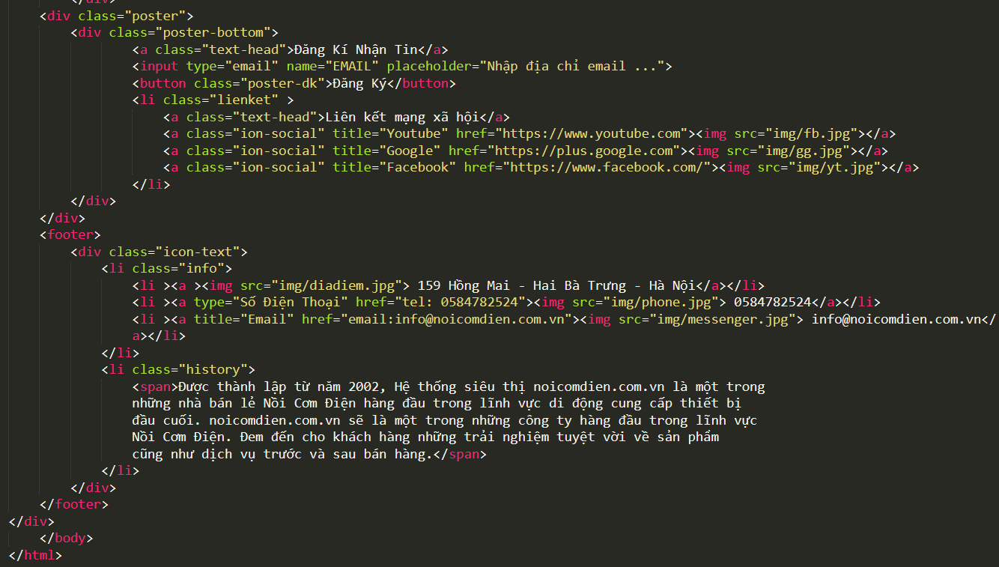 </div>
<div class="poster">
<div class="poster-bottom">
<a class="text-head">Đăng Kí Nhận Tin</a>
<input type="email" name="EMAIL" placeholder="Nhập địa chỉ email ...">
<button class="poster-dk">Đăng Ký</button>
<li class="lienket" >
<a class="text-head">Liên kết mạng xã hội</a>
<a class="ion-social" title="Youtube" href="https://www.youtube.com"><img src="img/fb.jpg"></a>
<a class="ion-social" title="Google" href="https://plus.google.com"><img src="img/gg.jpg"></a>
<a class="ion-social" title="Facebook" href="https://www.facebook.com/"><img src="img/yt.jpg"></a>
</li>
</div>
</div>
<footer>
<div class="icon-text">
<li class="info">
<li ><a ><img src="img/diadiem.jpg"> 159 Hồng Mai - Hai Bà Trưng - Hà Nội</a></li>
<li ><a type="Số Điện Thoại" href="tel: 0584782524"><img src="img/phone.jpg"> 0584782524</a></li>
<li ><a title="Email" href="email:info@noicomdien.com.vn"><img src="img/messenger.jpg"> info@noicomdien.com.vn</
a></li>
</li>
<li class="history">
<span>Được thành lập từ năm 2002, Hệ thống siêu thị noicomdien.com.vn là một trong
những nhà bán lẻ Nồi Cơm Điện hàng đầu trong lĩnh vực di động cung cấp thiết bị
đầu cuối. noicomdien.com.vn sẽ là một trong những công ty hàng đầu trong lĩnh vực
Nồi Cơm Điện. Đem đến cho khách hàng những trải nghiệm tuyệt vời về sản phẩm
cũng như dịch vụ trước và sau bán hàng.</span>
</li>
</div>
</footer>
</div>
</body>
</html>